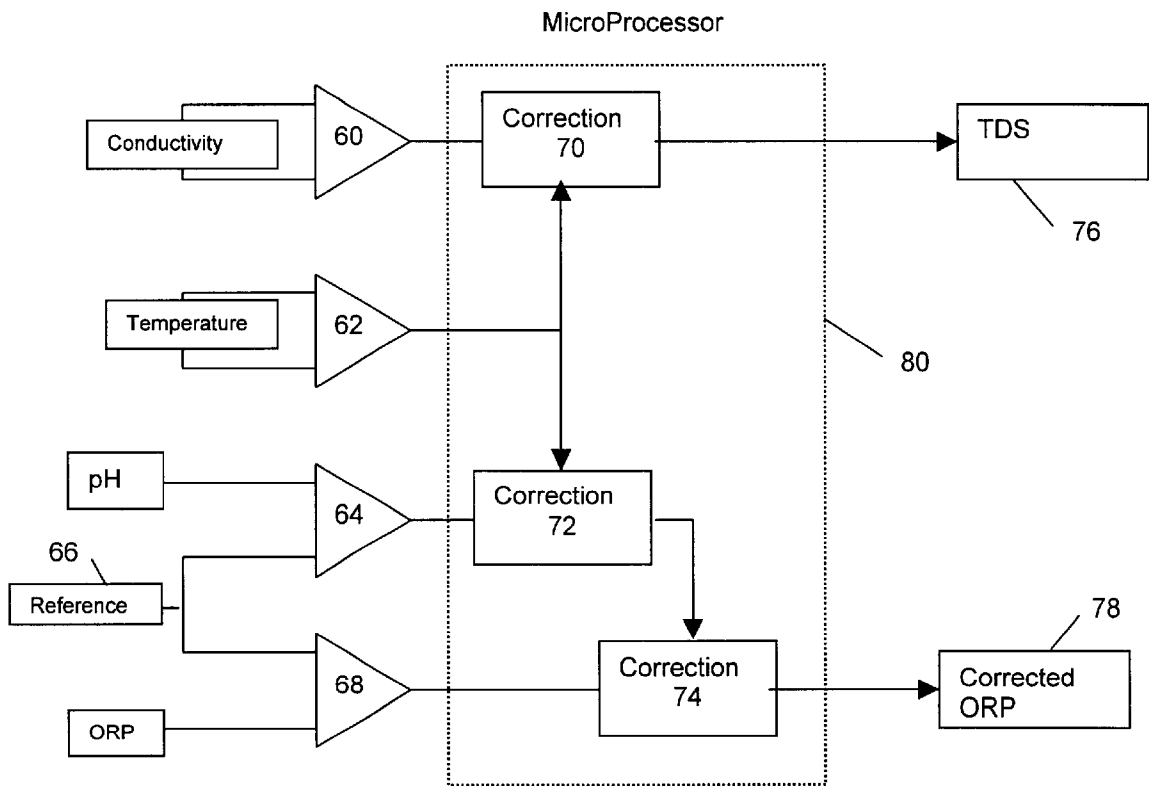 MicroProcessor
Conductivity
60
Correction
70
TDS
76
Temperature
62
80
pH
64
Correction
72
66
Reference
68
Correction
74
78
Corrected
ORP
ORP